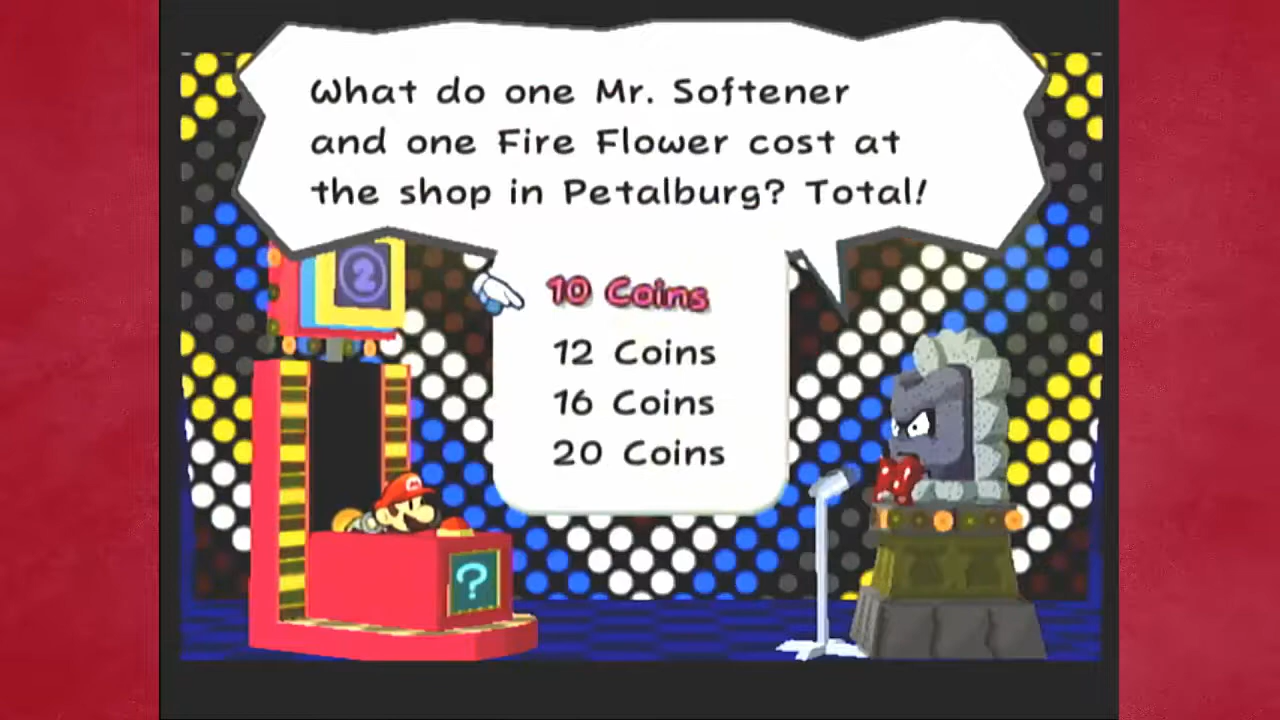 What do one Mr. Softener
and one Fire Flower cost at
the shop in Petalburg? Total!
2
10 Coins
12 Coins
16 Coins
20 Coins
?